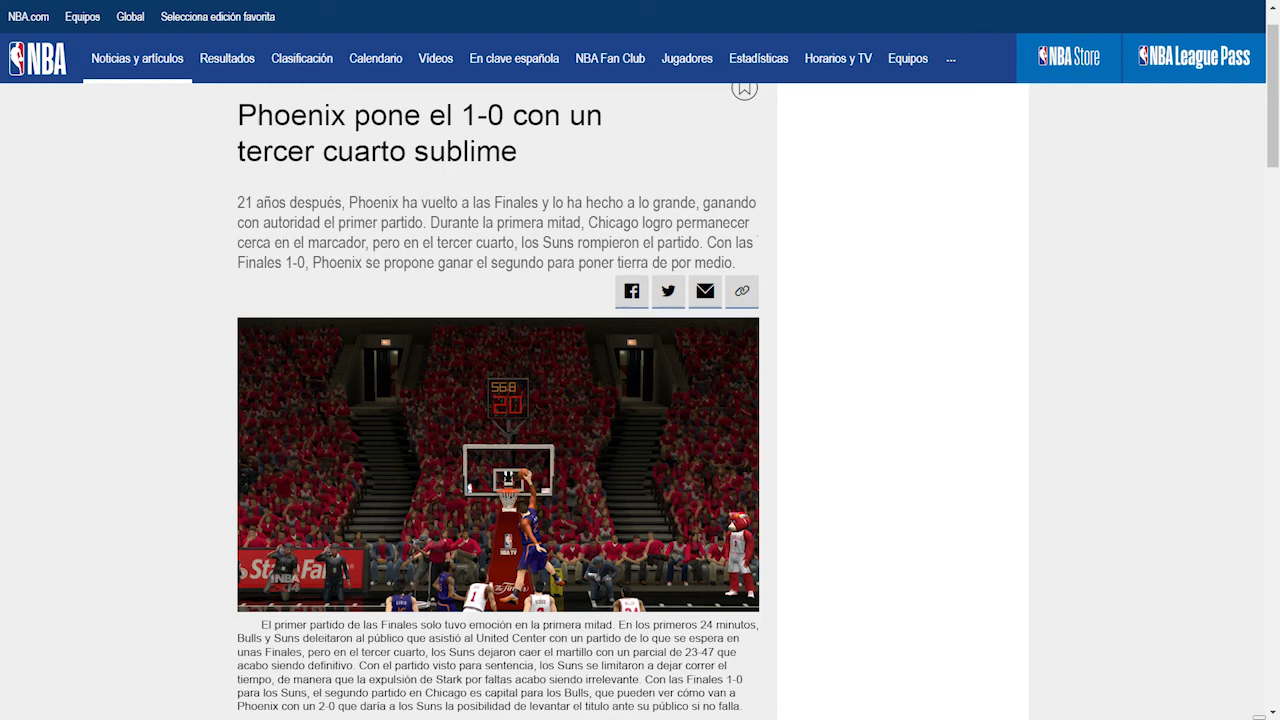 NBA.com Equipos Global Selecciona edición favorita
NBA Noticias y artículos Resultados Clasificación Calendario Vídeos En clave española NBA Fan Club Jugadores Estadísticas Horarios y TV Equipos ... NBA Store NBA League Pass
Phoenix pone el 1-0 con un
tercer cuarto sublime
21 años después, Phoenix ha vuelto a las Finales y lo ha hecho a lo grande, ganando
con autoridad el primer partido. Durante la primera mitad, Chicago logro permanecer
cerca en el marcador, pero en el tercer cuarto, los Suns rompieron el partido. Con las
Finales 1-0, Phoenix se propone ganar el segundo para poner tierra de por medio.
56.8
20
NBA TV
State Farm
NBA
2K14
The Finals
1
El primer partido de las Finales solo tuvo emoción en la primera mitad. En los primeros 24 minutos,
Bulls y Suns deleitaron al público que asistió al United Center con un partido de lo que se espera en
unas Finales, pero en el tercer cuarto, los Suns dejaron caer el martillo con un parcial de 23-47 que
acabo siendo definitivo. Con el partido visto para sentencia, los Suns se limitaron a dejar correr el
tiempo, de manera que la expulsión de Stark por faltas acabo siendo irrelevante. Con las Finales 1-0
para los Suns, el segundo partido en Chicago es capital para los Bulls, que pueden ver cómo van a
Phoenix con un 2-0 que daría a los Suns la posibilidad de levantar el titulo ante su público si no falla.